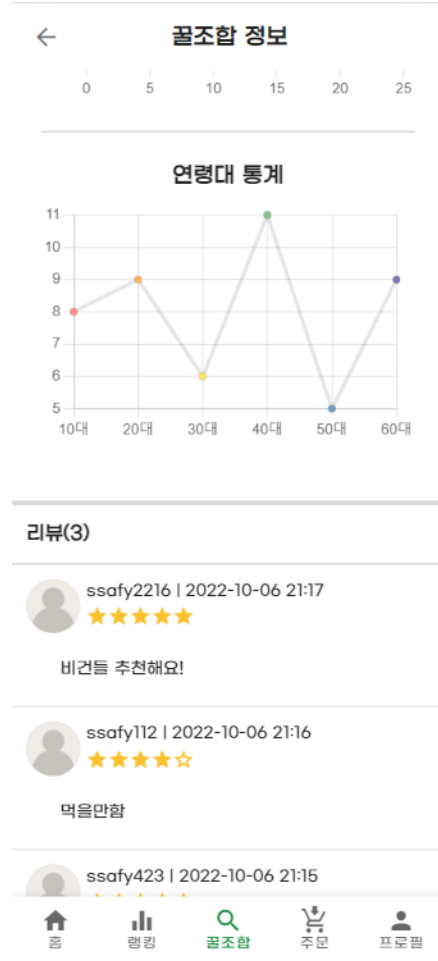 꿀조합 정보
0 5 10 15 20 25
연령대 통계
11
10
9
8
7
6
5
10대 20대 30대 40대 50대 60대
리뷰(3)
ssafy2216 | 2022-10-06 21:17
비건들 추천해요!
ssafy112 | 2022-10-06 21:16
먹을만함
ssafy423 | 2022-10-06 21:15
홈 랭킹 꿀조합 주문 프로필